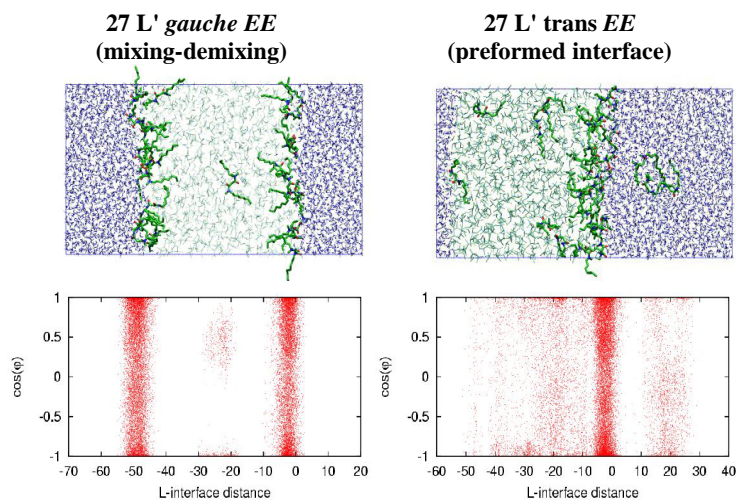 27 L' gauche EE
(mixing-demixing)
27 L' trans EE
(preformed interface)
1
0.5
0
-0.5
-1
cos(φ)
-70 -60 -50 -40 -30 -20 -10 0 10 20
L-interface distance
1
0.5
0
-0.5
-1
cos(φ)
-60 -50 -40 -30 -20 -10 0 10 20 30 40
L-interface distance